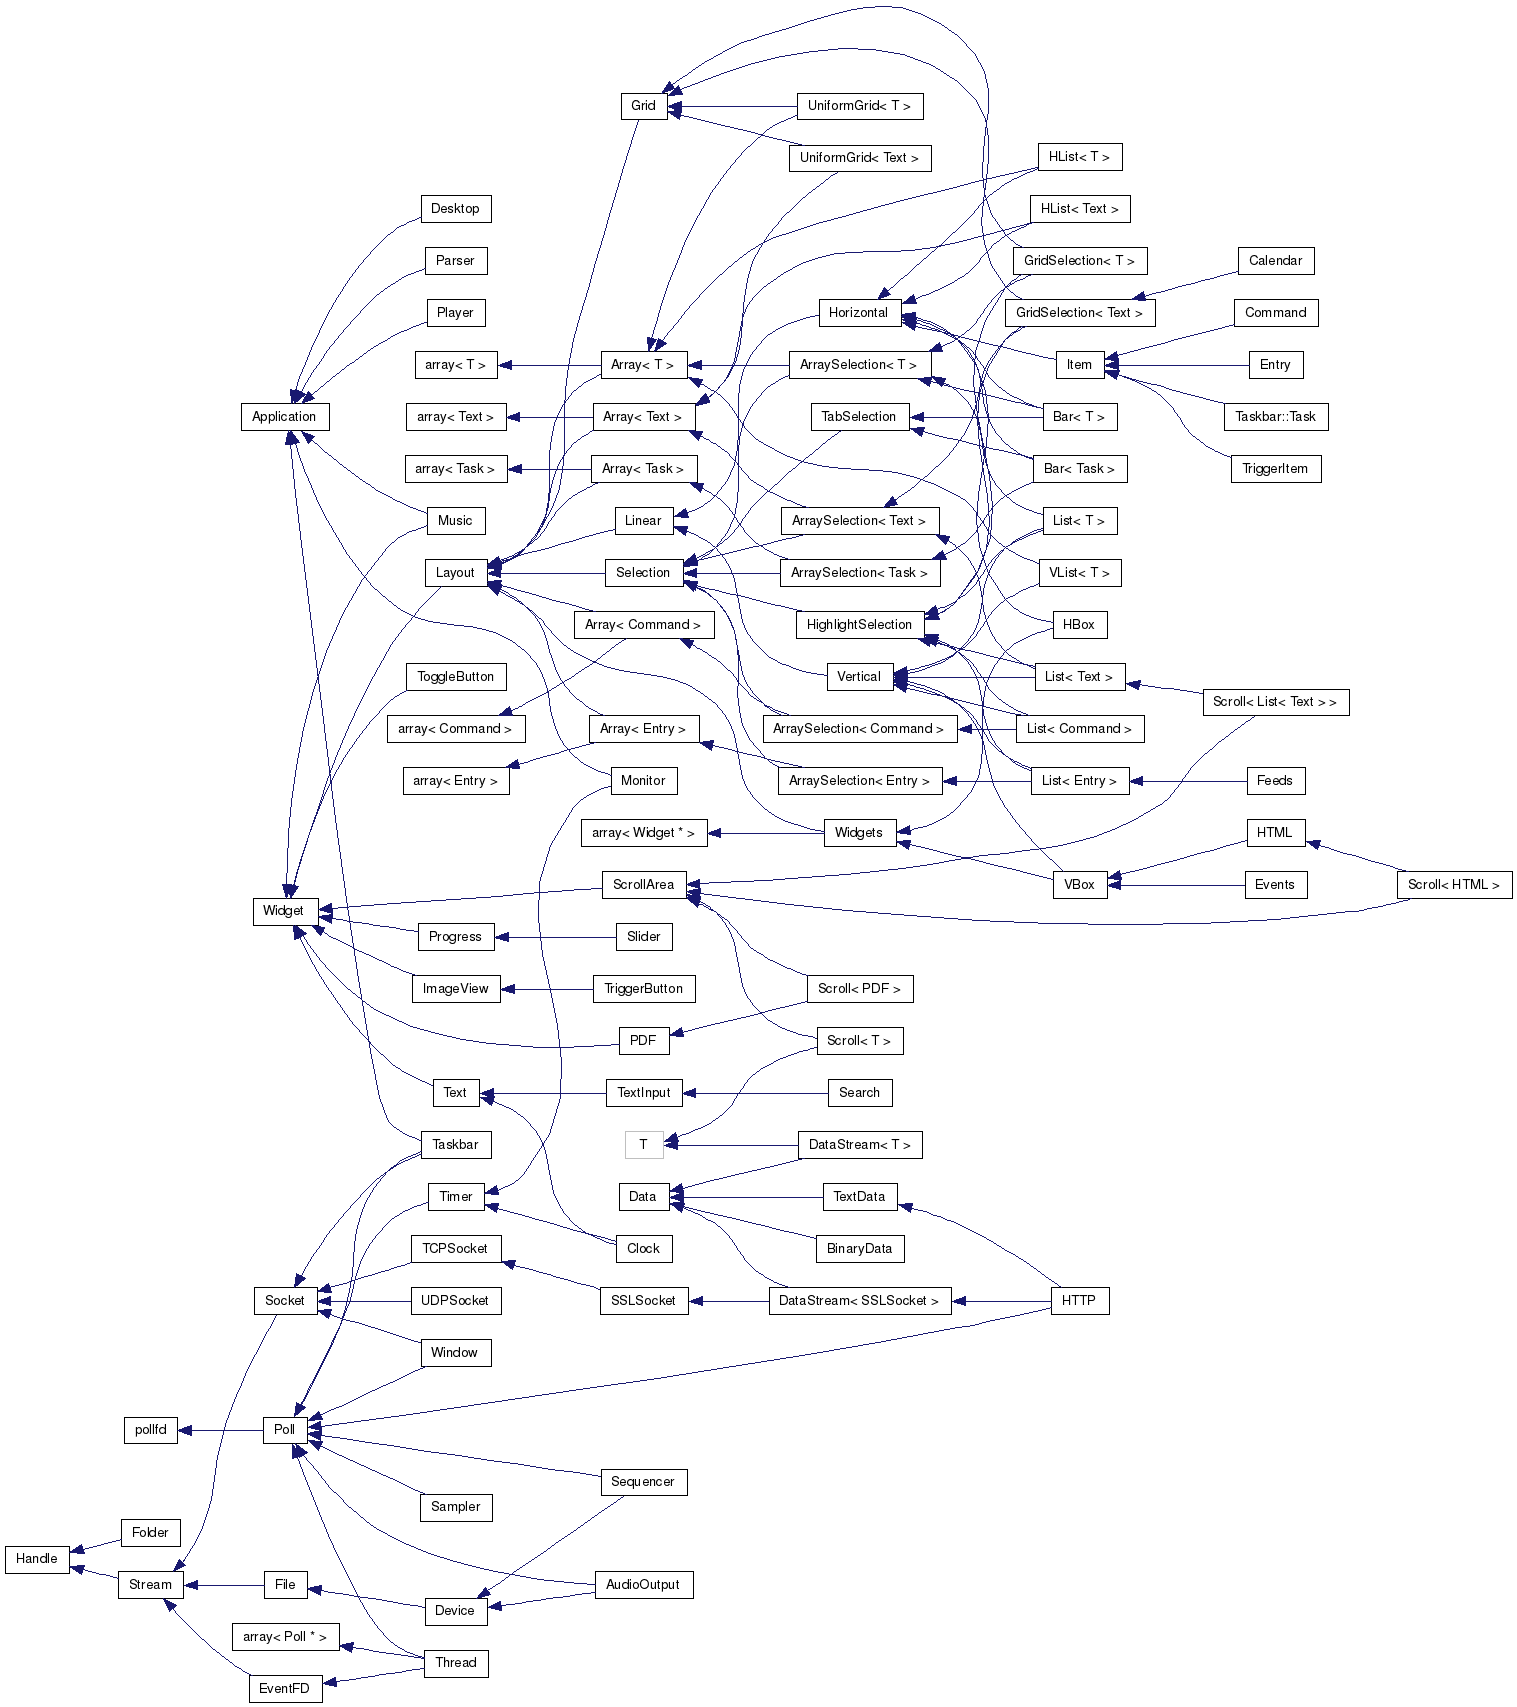 Grid
UniformGrid< T >
UniformGrid< Text >
HList< T >
Desktop
HList< Text >
Parser
GridSelection< T >
Calendar
Player
Horizontal
GridSelection< Text >
Command
array< T >
Array< T >
ArraySelection< T >
Item
Entry
Application
array< Text >
Array< Text >
TabSelection
Bar< T >
Taskbar::Task
array< Task >
Array< Task >
Bar< Task >
TriggerItem
Music
Linear
ArraySelection< Text >
List< T >
Layout
Selection
ArraySelection< Task >
VList< T >
Array< Command >
HighlightSelection
HBox
ToggleButton
Vertical
List< Text >
Scroll< List< Text > >
array< Command >
Array< Entry >
ArraySelection< Command >
List< Command >
array< Entry >
Monitor
ArraySelection< Entry >
List< Entry >
Feeds
array< Widget * >
Widgets
HTML
ScrollArea
VBox
Events
Scroll< HTML >
Widget
Progress
Slider
ImageView
TriggerButton
Scroll< PDF >
PDF
Scroll< T >
Text
TextInput
Search
Taskbar
T
DataStream< T >
Timer
Data
TextData
TCPSocket
Clock
BinaryData
Socket
UDPSocket
SSLSocket
DataStream< SSLSocket >
HTTP
Window
pollfd
Poll
Sequencer
Sampler
Folder
Handle
Stream
File
AudioOutput
Device
array< Poll * >
Thread
EventFD